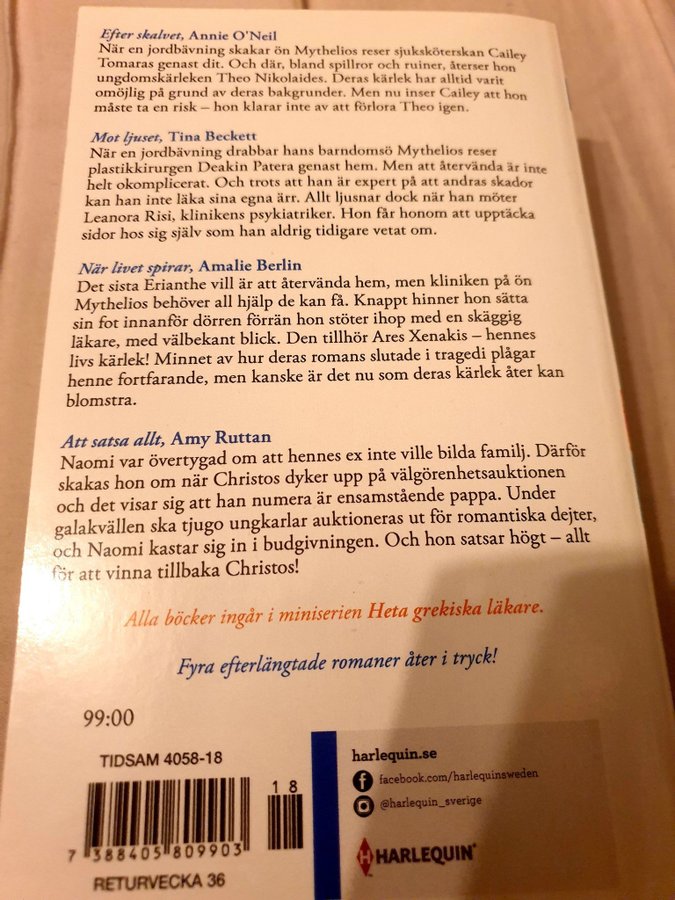 Efter skalvet, Annie O'Neil
När en jordbävning skakar ön Mythelios reser sjuksköterskan Cailey
Tomaras genast dit. Och där, bland spillror och ruiner, återser hon
ungdomskärleken Theo Nikolaides. Deras kärlek har alltid varit
omöjlig på grund av deras bakgrunder. Men nu inser Cailey att hon
måste ta en risk – hon klarar inte av att förlora Theo igen.
Mot ljuset, Tina Beckett
När en jordbävning drabbar hans barndomsö Mythelios reser
plastikkirurgen Deakin Patera genast hem. Men att återvända är inte
helt okomplicerat. Och trots att han är expert på att andras skador
kan han inte läka sina egna ärr. Allt ljusnar dock när han möter
Leanora Risi, klinikens psykiatriker. Hon får honom att upptäcka
sidor hos sig själv som han aldrig tidigare vetat om.
När livet spirar, Amalie Berlin
Det sista Erianthe vill är att återvända hem, men kliniken på ön
Mythelios behöver all hjälp de kan få. Knappt hinner hon sätta
sin fot innanför dörren förrän hon stöter ihop med en skäggig
läkare, med välbekant blick. Den tillhör Ares Xenakis – hennes
livs kärlek! Minnet av hur deras romans slutade i tragedi plågar
henne fortfarande, men kanske är det nu som deras kärlek åter kan
blomstra.
Att satsa allt, Amy Ruttan
Naomi var övertygad om att hennes ex inte ville bilda familj. Därför
skakas hon om när Christos dyker upp på välgörenhetsauktionen
och det visar sig att han numera är ensamstående pappa. Under
galakvällen ska tjugo ungkarlar auktioneras ut för romantiska dejter,
och Naomi kastar sig in i budgivningen. Och hon satsar högt – allt
för att vinna tillbaka Christos!
Alla böcker ingår i miniserien Heta grekiska läkare.
Fyra efterlängtade romaner åter i tryck!
99:00
TIDSAM 4058-18
18
7 388405 809903
RETURVECKA 36
harlequin.se
facebook.com/harlequinsweden
@harlequin_sverige
HARLEQUIN®